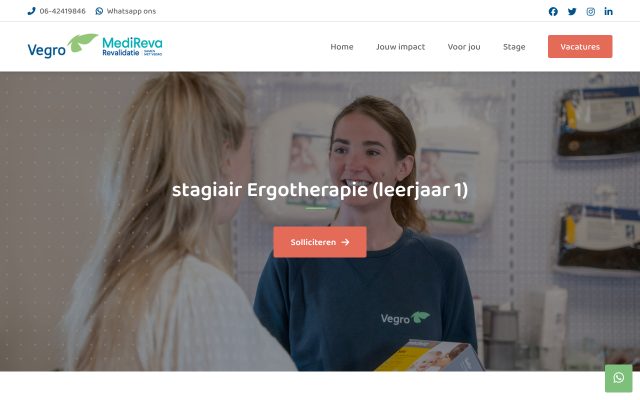 06-42419846 Whatsapp ons
Vegro MediReva
Revalidatie
Home Jouw impact Voor jou Stage Vacatures
stagiair Ergotherapie (leerjaar 1)
Solliciteren
Vegro